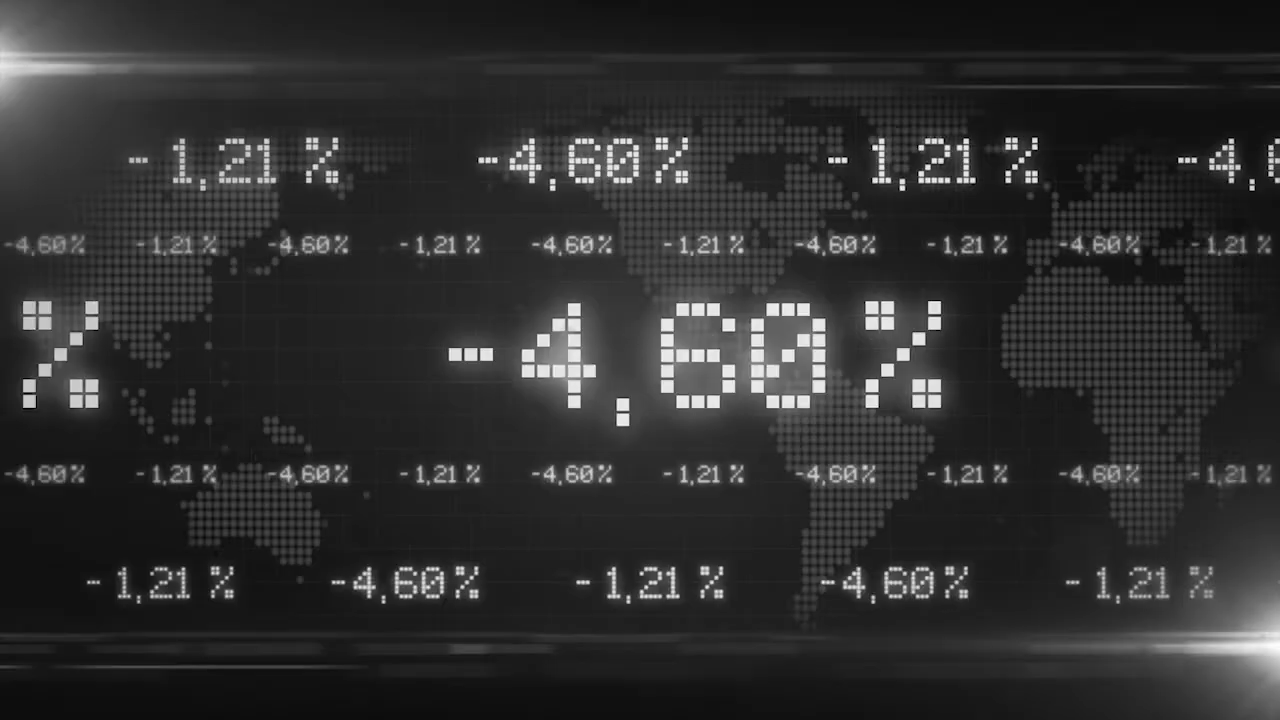 -1,21 % -4,60 % -1,21 % -4,6
-4,60 % -1,21 % -4,60 % -1,21 % -4,60 % -1,21 % -4,60 % -1,21 % -4,60 % -1,21 %
% -4,60 %
-4,60 % -1,21 % -4,60 % -1,21 % -4,60 % -1,21 % -4,60 % -1,21 % -4,60 % -1,21 %
-1,21 % -4,60 % -1,21 % -4,60 % -1,21 %